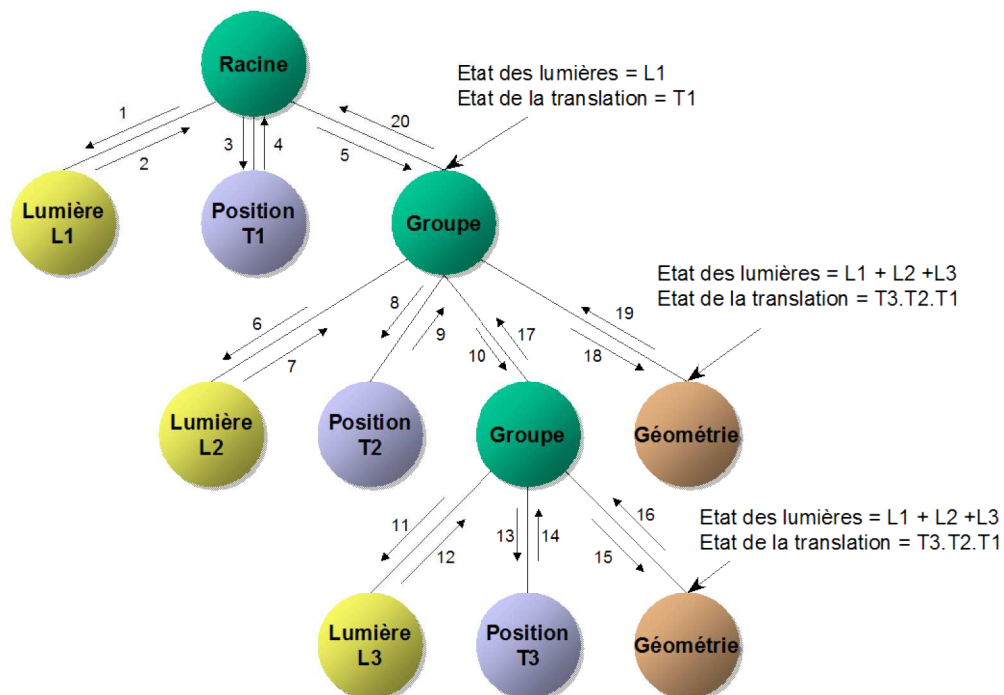 Racine
Etat des lumières = L1
Etat de la translation = T1
1
2
3
4
5
20
Lumière
L1
Position
T1
Groupe
Etat des lumières = L1 + L2 +L3
Etat de la translation = T3.T2.T1
6
7
8
9
10
17
18
19
Lumière
L2
Position
T2
Groupe
Géométrie
Etat des lumières = L1 + L2 +L3
Etat de la translation = T3.T2.T1
11
12
13
14
15
16
Lumière
L3
Position
T3
Géométrie